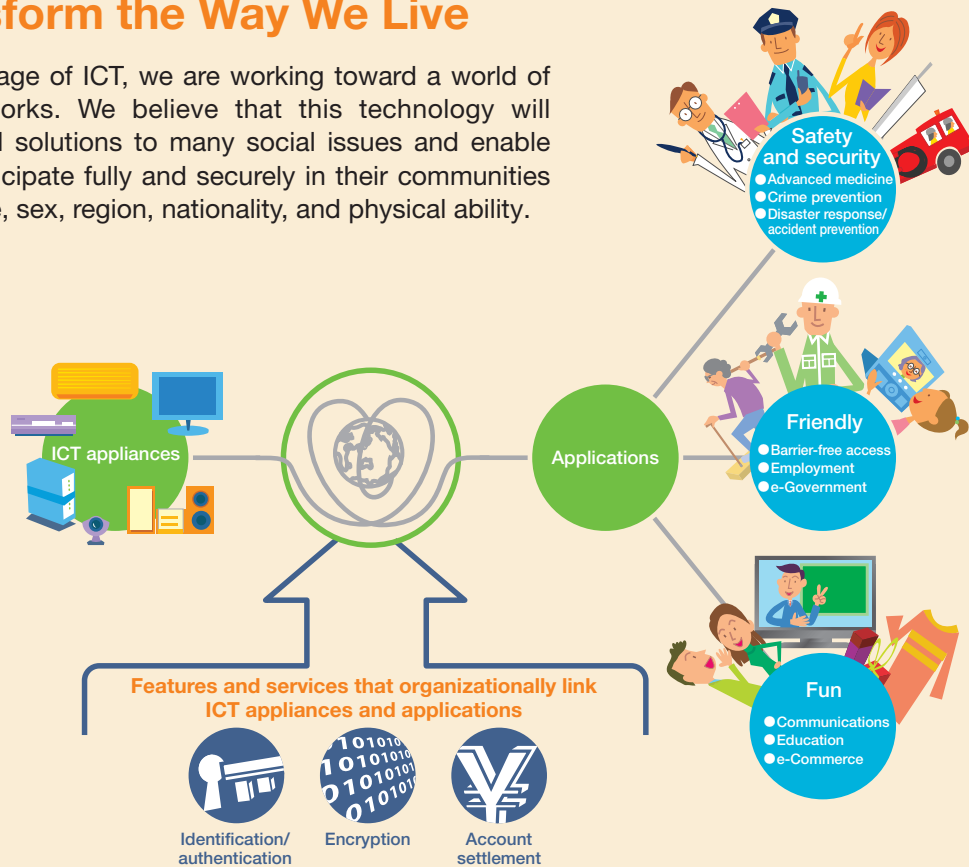 sform the Way We Live
age of ICT, we are working toward a world of
orks. We believe that this technology will
l solutions to many social issues and enable
cipate fully and securely in their communities
e, sex, region, nationality, and physical ability.
Safety
and security
●Advanced medicine
●Crime prevention
●Disaster response/
accident prevention
ICT appliances
Applications
Friendly
●Barrier-free access
●Employment
●e-Government
Features and services that organizationally link
ICT appliances and applications
Fun
●Communications
●Education
●e-Commerce
Identification/
authentication
Encryption
Account
settlement